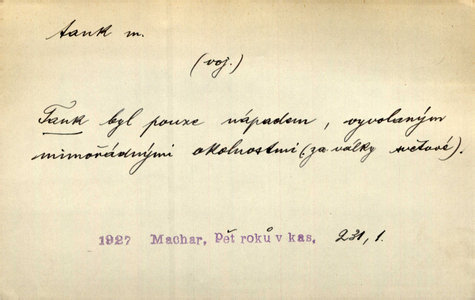 tank m.
(voj.)
Tank byl pouze nápadem, vyvolaným
mimořádnými okolnostmi (za války světové).
1927 Machar, Pět roků v kas. 231, 1.